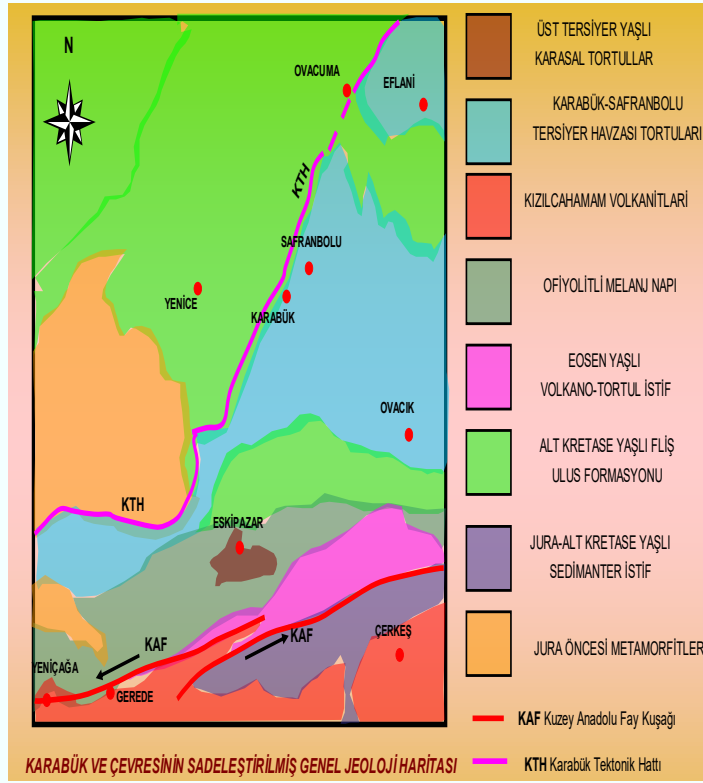 N
OVACUMA
EFLANİ
KTH
SAFRANBOLU
YENİCE
KARABÜK
OVACIK
KTH
ESKİPAZAR
KAF
KAF
ÇERKEŞ
YENİÇAĞA
GEREDE
KARABÜK VE ÇEVRESİNİN SADELEŞTİRİLMİŞ GENEL JEOLOJİ HARİTASI
ÜST TERSİYER YAŞLI
KARASAL TORTULLAR
KARABÜK-SAFRANBOLU
TERSİYER HAVZASI TORTULARI
KIZILCAHAMAM VOLKANİTLARİ
OFİYOLİTLİ MELANJ NAPI
EOSEN YAŞLI
VOLKANO-TORTUL İSTİF
ALT KRETASE YAŞLI FLİŞ
ULUS FORMASYONU
JURA-ALT KRETASE YAŞLI
SEDİMANTER İSTİF
JURA ÖNCESİ METAMORFİTLER
KAF Kuzey Anadolu Fay Kuşağı
KTH Karabük Tektonik Hattı